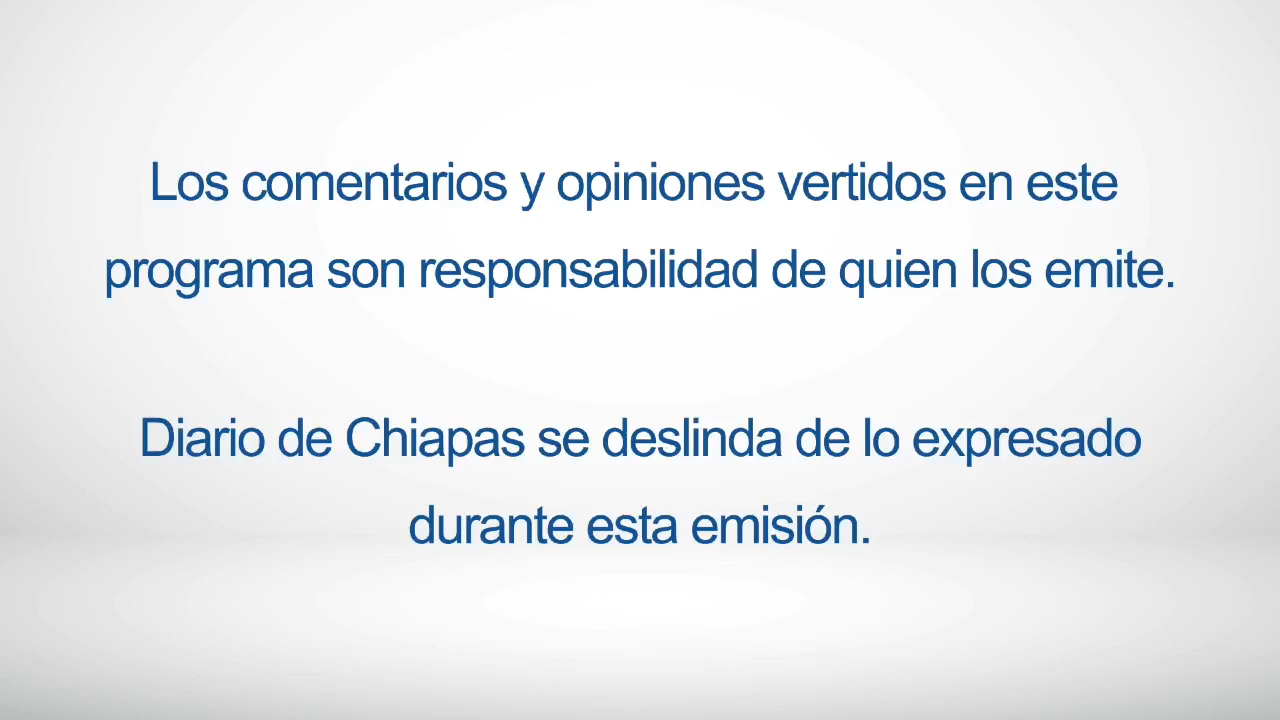 Los comentarios y opiniones vertidos en este
programa son responsabilidad de quien los emite.
Diario de Chiapas se deslinda de lo expresado
durante esta emisión.